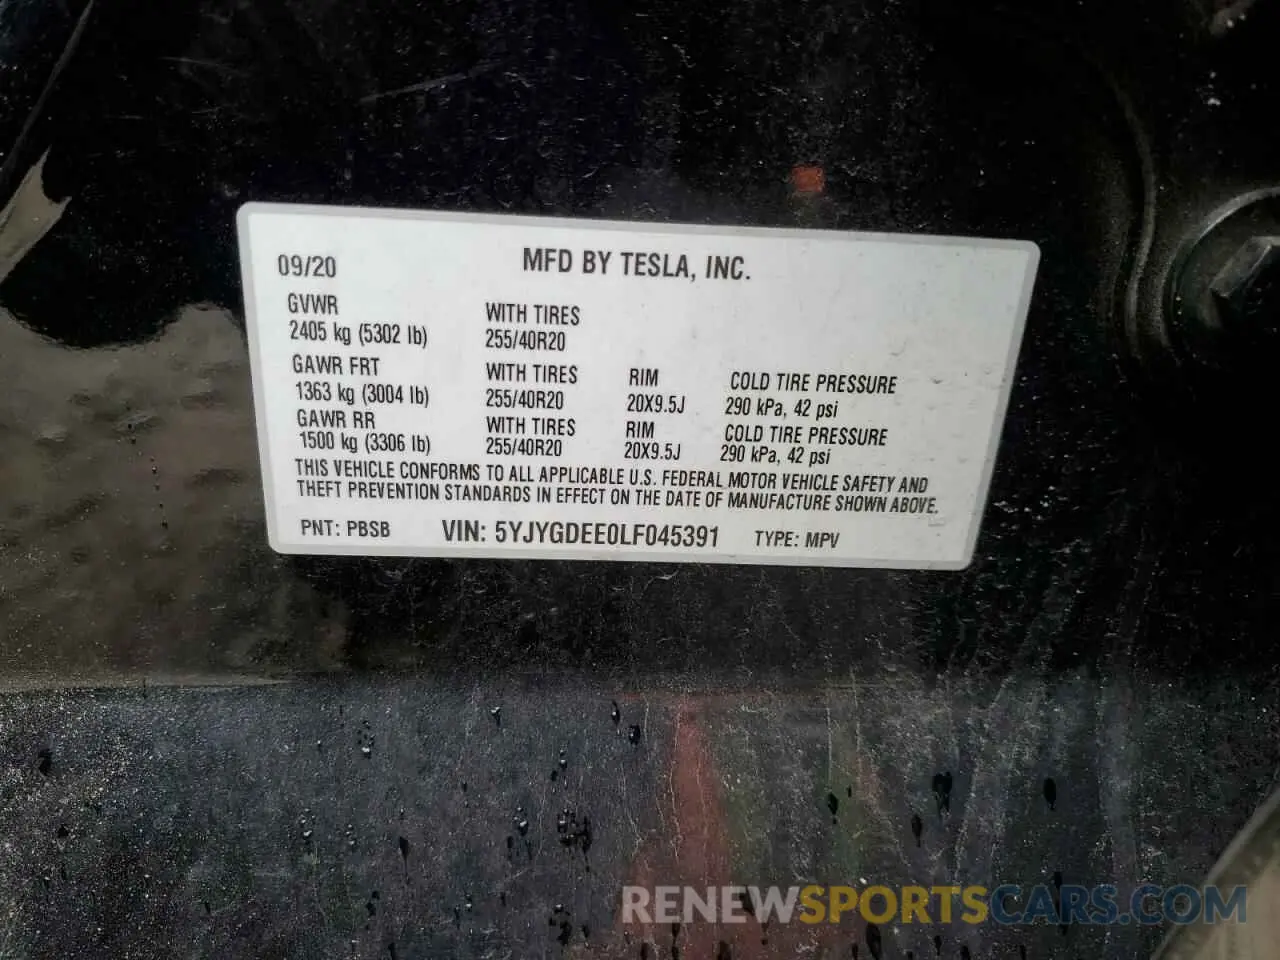 09/20 MFD BY TESLA, INC.
GVWR WITH TIRES
2405 kg (5302 lb) 255/40R20
GAWR FRT WITH TIRES RIM COLD TIRE PRESSURE
1363 kg (3004 lb) 255/40R20 20X9.5J 290 kPa, 42 psi
GAWR RR WITH TIRES RIM COLD TIRE PRESSURE
1500 kg (3306 lb) 255/40R20 20X9.5J 290 kPa, 42 psi
THIS VEHICLE CONFORMS TO ALL APPLICABLE U.S. FEDERAL MOTOR VEHICLE SAFETY AND
THEFT PREVENTION STANDARDS IN EFFECT ON THE DATE OF MANUFACTURE SHOWN ABOVE.
PNT: PBSB VIN: 5YJYGDEE0LF045391 TYPE: MPV
RENEWSPORTSCARS.COM